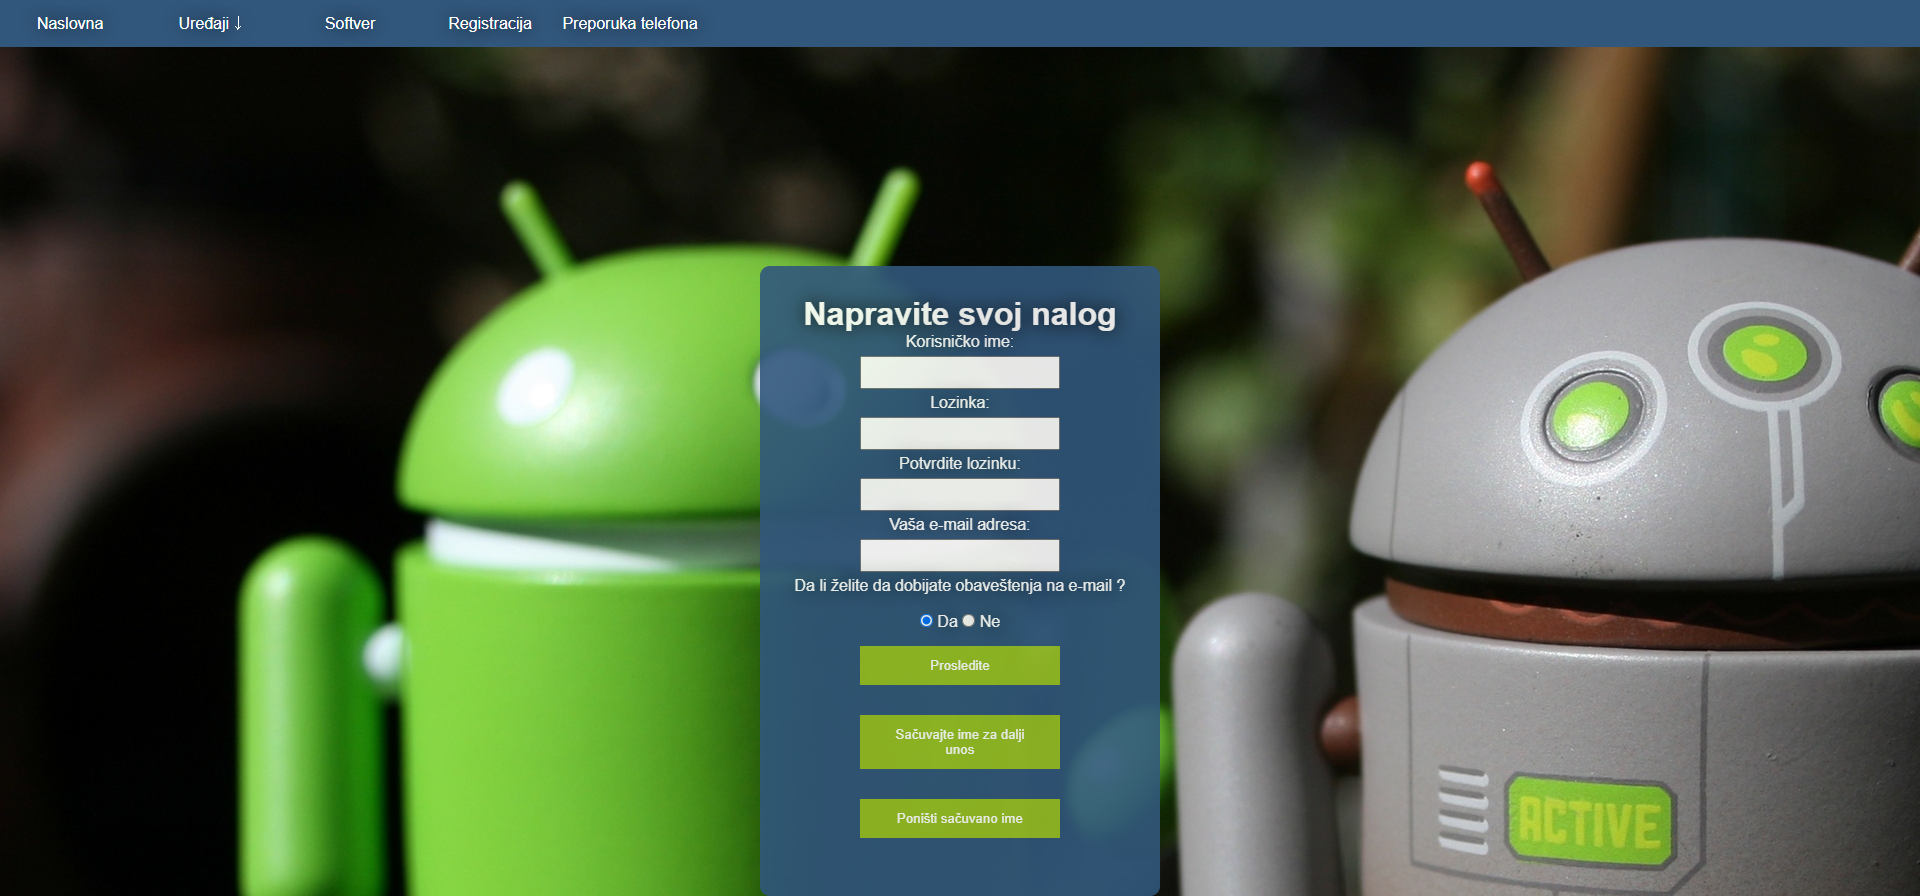 Naslovna Uređaji ↓ Softver Registracija Preporuka telefona
Napravite svoj nalog
Korisničko ime:
Lozinka:
Potvrdite lozinku:
Vaša e-mail adresa:
Da li želite da dobijate obaveštenja na e-mail ?
Da Ne
Prosledite
Sačuvajte ime za dalji
unos
Poništi sačuvano ime
ACTIVE